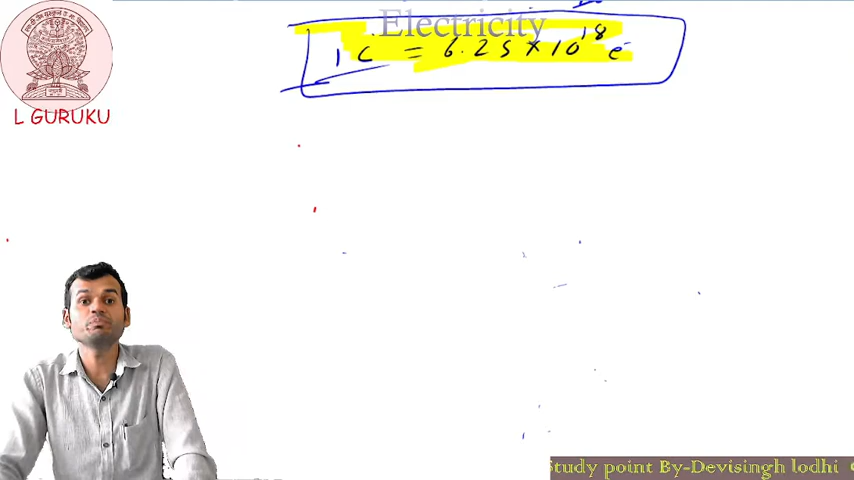 Electricity
1 C = 6.25 × 10¹⁸ e⁻
L GURUKU
Study point By-Devisingh lodhi